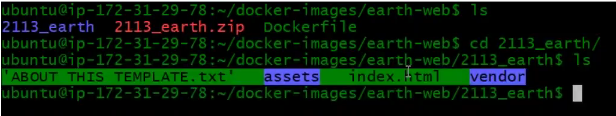 ubuntu@ip-172-31-29-78:~/docker-images/earth-web$ ls
2113_earth 2113_earth.zip Dockerfile
ubuntu@ip-172-31-29-78:~/docker-images/earth-web$ cd 2113_earth/
ubuntu@ip-172-31-29-78:~/docker-images/earth-web/2113_earth$ ls
'ABOUT THIS TEMPLATE.txt' assets index.html vendor
ubuntu@ip-172-31-29-78:~/docker-images/earth-web/2113_earth$